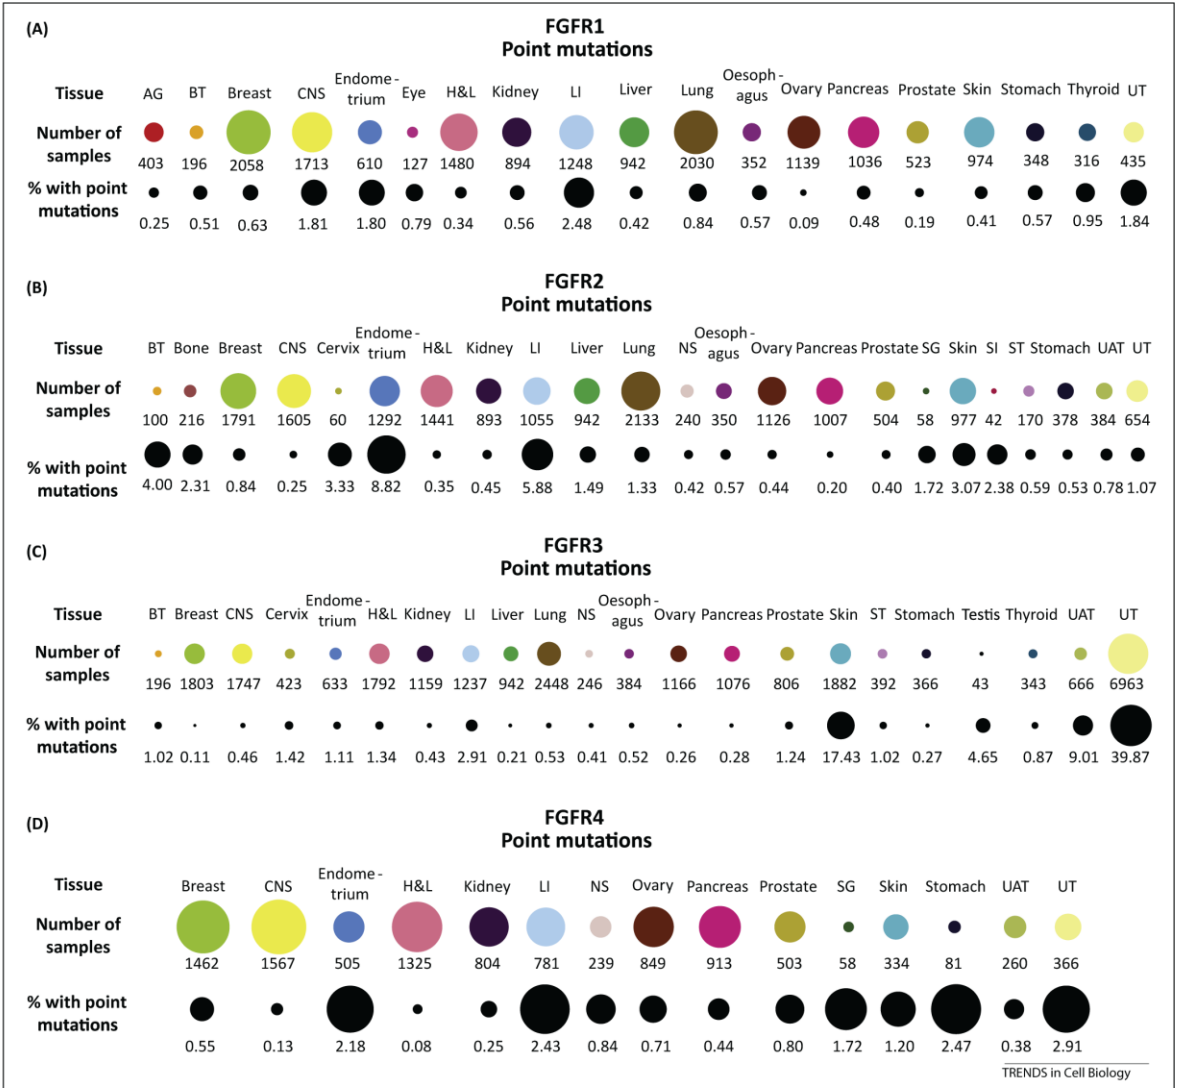 (A)
FGFR1
Point mutations
Tissue AG BT Breast CNS Endome- trium Eye H&L Kidney LI Liver Lung Oesoph- agus Ovary Pancreas Prostate Skin Stomach Thyroid UT
Number of samples 403 196 2058 1713 610 127 1480 894 1248 942 2030 352 1139 1036 523 974 348 316 435
% with point mutations 0.25 0.51 0.63 1.81 1.80 0.79 0.34 0.56 2.48 0.42 0.84 0.57 0.09 0.48 0.19 0.41 0.57 0.95 1.84
(B)
FGFR2
Point mutations
Tissue BT Bone Breast CNS Cervix Endome- trium H&L Kidney LI Liver Lung NS Oesoph- agus Ovary Pancreas Prostate SG Skin SI ST Stomach UAT UT
Number of samples 100 216 1791 1605 60 1292 1441 893 1055 942 2133 240 350 1126 1007 504 58 977 42 170 378 384 654
% with point mutations 4.00 2.31 0.84 0.25 3.33 8.82 0.35 0.45 5.88 1.49 1.33 0.42 0.57 0.44 0.20 0.40 1.72 3.07 2.38 0.59 0.53 0.78 1.07
(C)
FGFR3
Point mutations
Tissue BT Breast CNS Cervix Endome- trium H&L Kidney LI Liver Lung NS Oesoph- agus Ovary Pancreas Prostate Skin ST Stomach Testis Thyroid UAT UT
Number of samples 196 1803 1747 423 633 1792 1159 1237 942 2448 246 384 1166 1076 806 1882 392 366 43 343 666 6963
% with point mutations 1.02 0.11 0.46 1.42 1.11 1.34 0.43 2.91 0.21 0.53 0.41 0.52 0.26 0.28 1.24 17.43 1.02 0.27 4.65 0.87 9.01 39.87
(D)
FGFR4
Point mutations
Tissue Breast CNS Endome- trium H&L Kidney LI NS Ovary Pancreas Prostate SG Skin Stomach UAT UT
Number of samples 1462 1567 505 1325 804 781 239 849 913 503 58 334 81 260 366
% with point mutations 0.55 0.13 2.18 0.08 0.25 2.43 0.84 0.71 0.44 0.80 1.72 1.20 2.47 0.38 2.91
TRENDS in Cell Biology